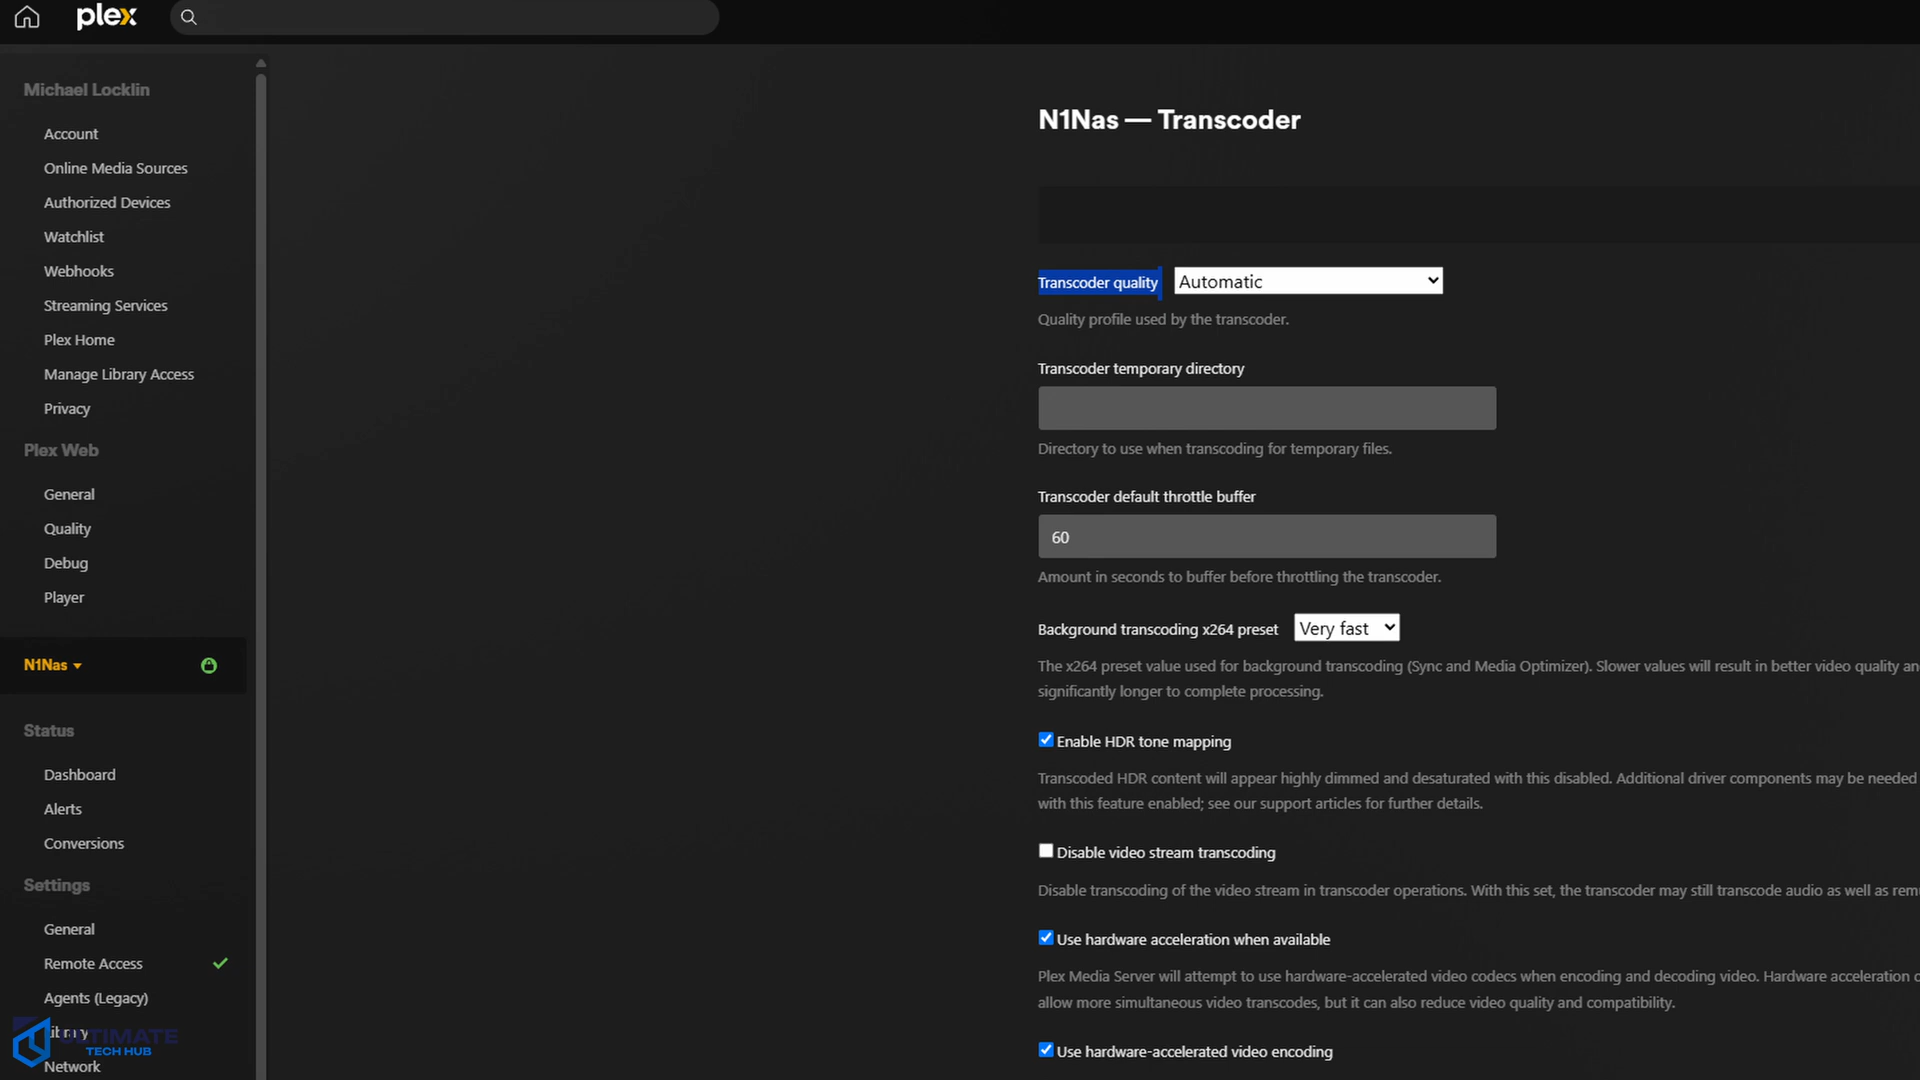 plex
Michael Locklin
Account
Online Media Sources
Authorized Devices
Watchlist
Webhooks
Streaming Services
Plex Home
Manage Library Access
Privacy
Plex Web
General
Quality
Debug
Player
N1Nas
Status
Dashboard
Alerts
Conversions
Settings
General
Remote Access
Agents (Legacy)
Library
Network
ULTIMATE
TECH HUB
N1Nas — Transcoder
Transcoder quality Automatic
Quality profile used by the transcoder.
Transcoder temporary directory
Directory to use when transcoding for temporary files.
Transcoder default throttle buffer
60
Amount in seconds to buffer before throttling the transcoder.
Background transcoding x264 preset Very fast
The x264 preset value used for background transcoding (Sync and Media Optimizer). Slower values will result in better video quality
significantly longer to complete processing.
Enable HDR tone mapping
Transcoded HDR content will appear highly dimmed and desaturated with this disabled. Additional driver components may be needed
with this feature enabled; see our support articles for further details.
Disable video stream transcoding
Disable transcoding of the video stream in transcoder operations. With this set, the transcoder may still transcode audio as well as
Use hardware acceleration when available
Plex Media Server will attempt to use hardware-accelerated video codecs when encoding and decoding video. Hardware acceleration
allow more simultaneous video transcodes, but it can also reduce video quality and compatibility.
Use hardware-accelerated video encoding